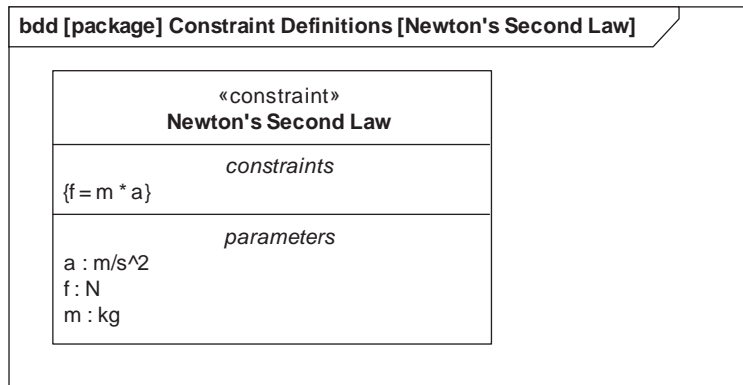 bdd [package] Constraint Definitions [Newton's Second Law]
«constraint»
Newton's Second Law
constraints
{f = m * a}
parameters
a : m/s^2
f : N
m : kg